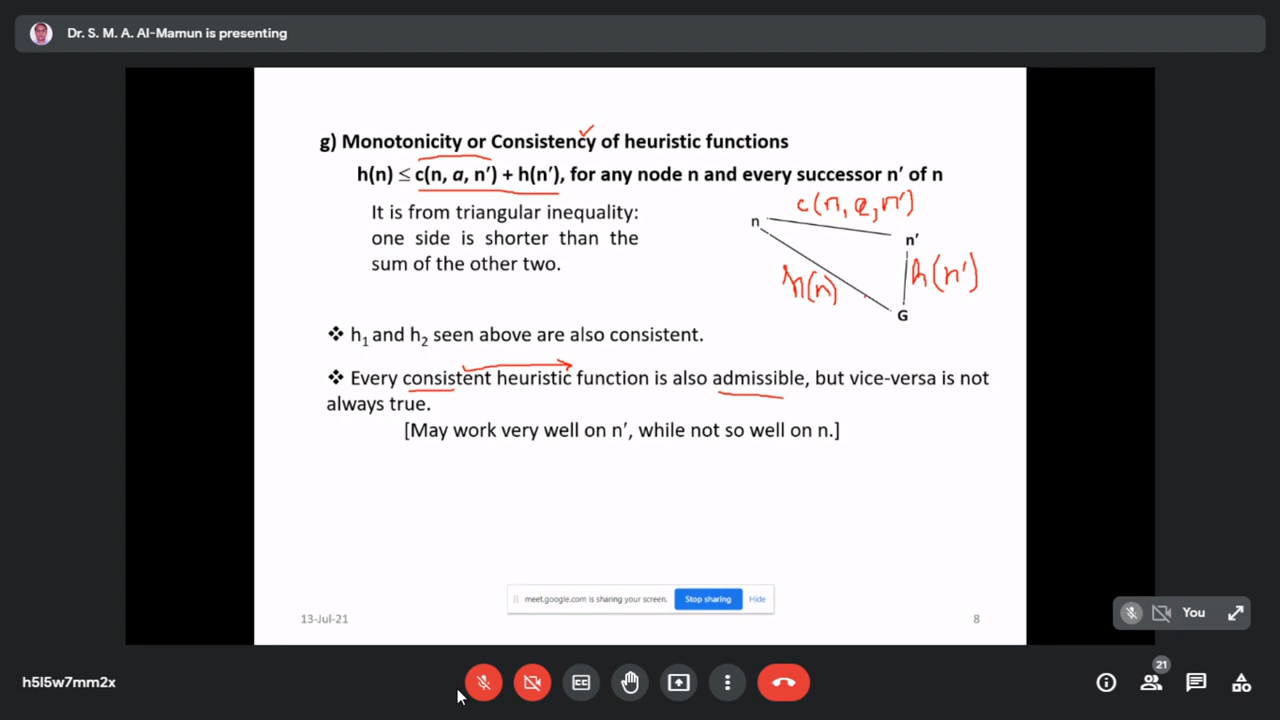 Dr. S. M. A. Al-Mamun is presenting
g) Monotonicity or Consistency of heuristic functions
h(n) ≤ c(n, a, n′) + h(n′), for any node n and every successor n′ of n
It is from triangular inequality:
one side is shorter than the
sum of the other two.
c(n, a, n')
n
n′
h(n)
h(n')
G
❖ h₁ and h₂ seen above are also consistent.
❖ Every consistent heuristic function is also admissible, but vice-versa is not
always true.
[May work very well on n′, while not so well on n.]
meet.google.com is sharing your screen. Stop sharing Hide
13-Jul-21
8
You
h5l5w7mm2x
CC
21